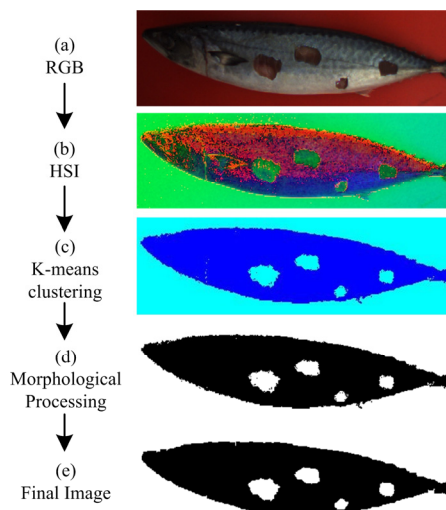 (a)
RGB
(b)
HSI
(c)
K-means
clustering
(d)
Morphological
Processing
(e)
Final Image